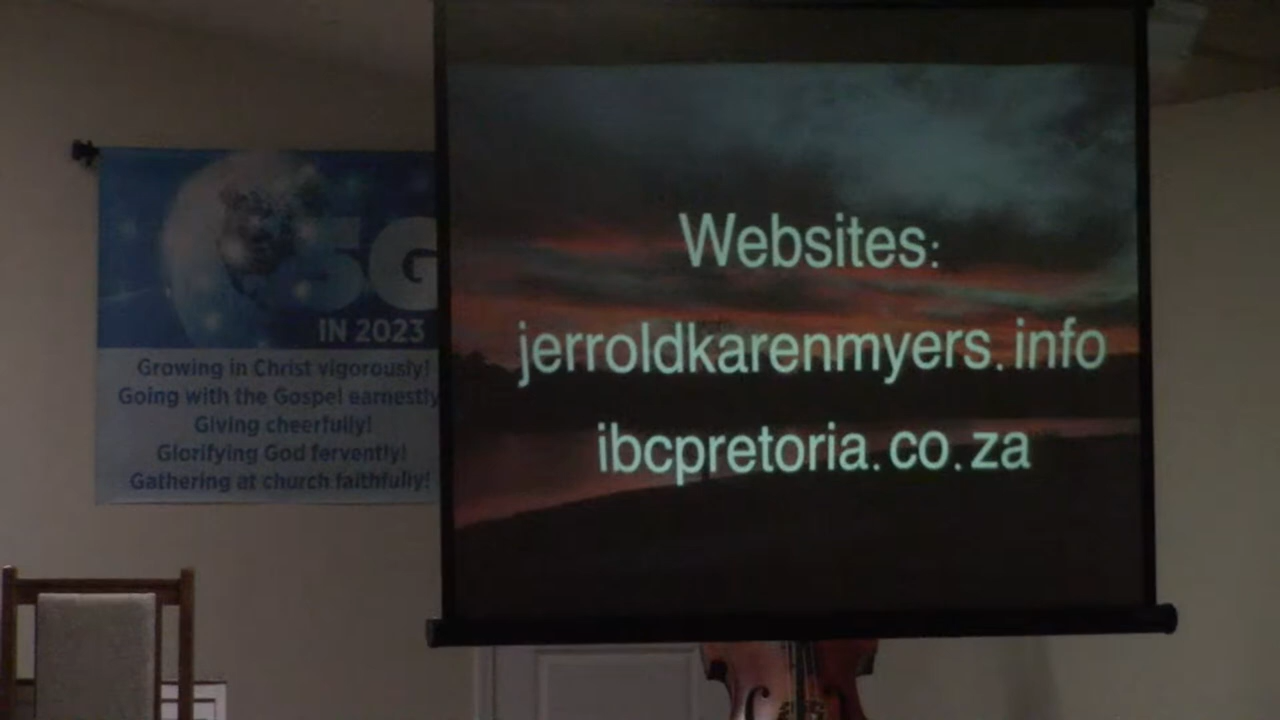 5G
IN 2023
Growing in Christ vigorously!
Going with the Gospel earnestly
Giving cheerfully!
Glorifying God fervently!
Gathering at church faithfully!
Websites:
jerroldkarenmyers.info
ibcpretoria.co.za